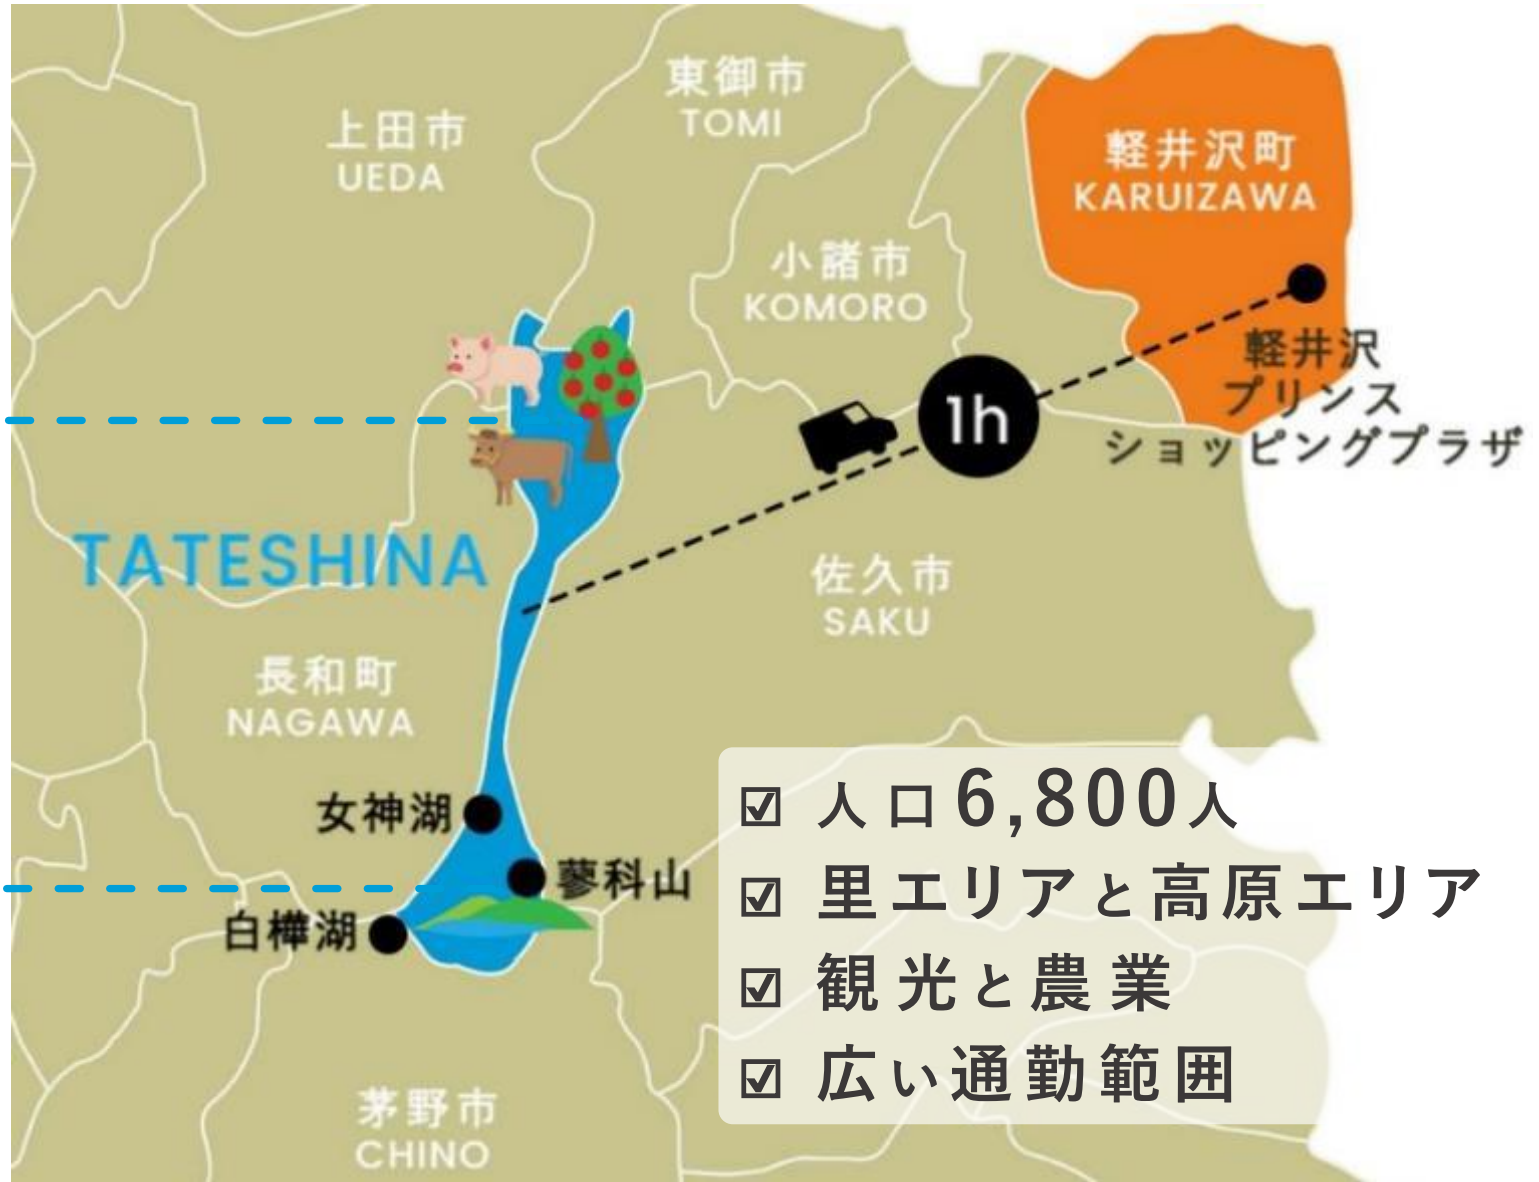 東御市
TOMI
上田市
UEDA
軽井沢町
KARUIZAWA
小諸市
KOMORO
軽井沢
プリンス
ショッピングプラザ
1h
TATESHINA
佐久市
SAKU
長和町
NAGAWA
女神湖
蓼科山
白樺湖
☑ 人口6,800人
☑ 里エリアと高原エリア
☑ 観光と農業
☑ 広い通勤範囲
茅野市
CHINO